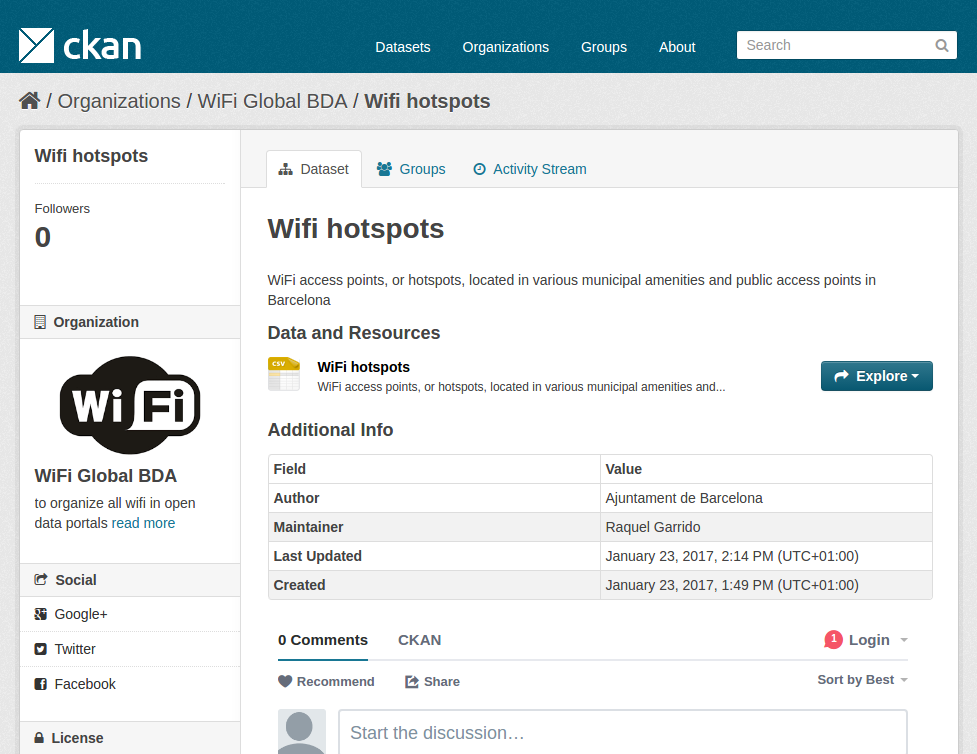 ckan
Datasets Organizations Groups About Search
/ Organizations / WiFi Global BDA / Wifi hotspots
Wifi hotspots
Followers
0
Organization
Wi Fi
WiFi Global BDA
to organize all wifi in open
data portals read more
Social
Google+
Twitter
Facebook
License
Dataset Groups Activity Stream
Wifi hotspots
WiFi access points, or hotspots, located in various municipal amenities and public access points in
Barcelona
Data and Resources
CSV
WiFi hotspots
WiFi access points, or hotspots, located in various municipal amenities and...
Explore
Additional Info
Field Value
Author Ajuntament de Barcelona
Maintainer Raquel Garrido
Last Updated January 23, 2017, 2:14 PM (UTC+01:00)
Created January 23, 2017, 1:49 PM (UTC+01:00)
0 Comments CKAN 1 Login
Recommend Share Sort by Best
Start the discussion…